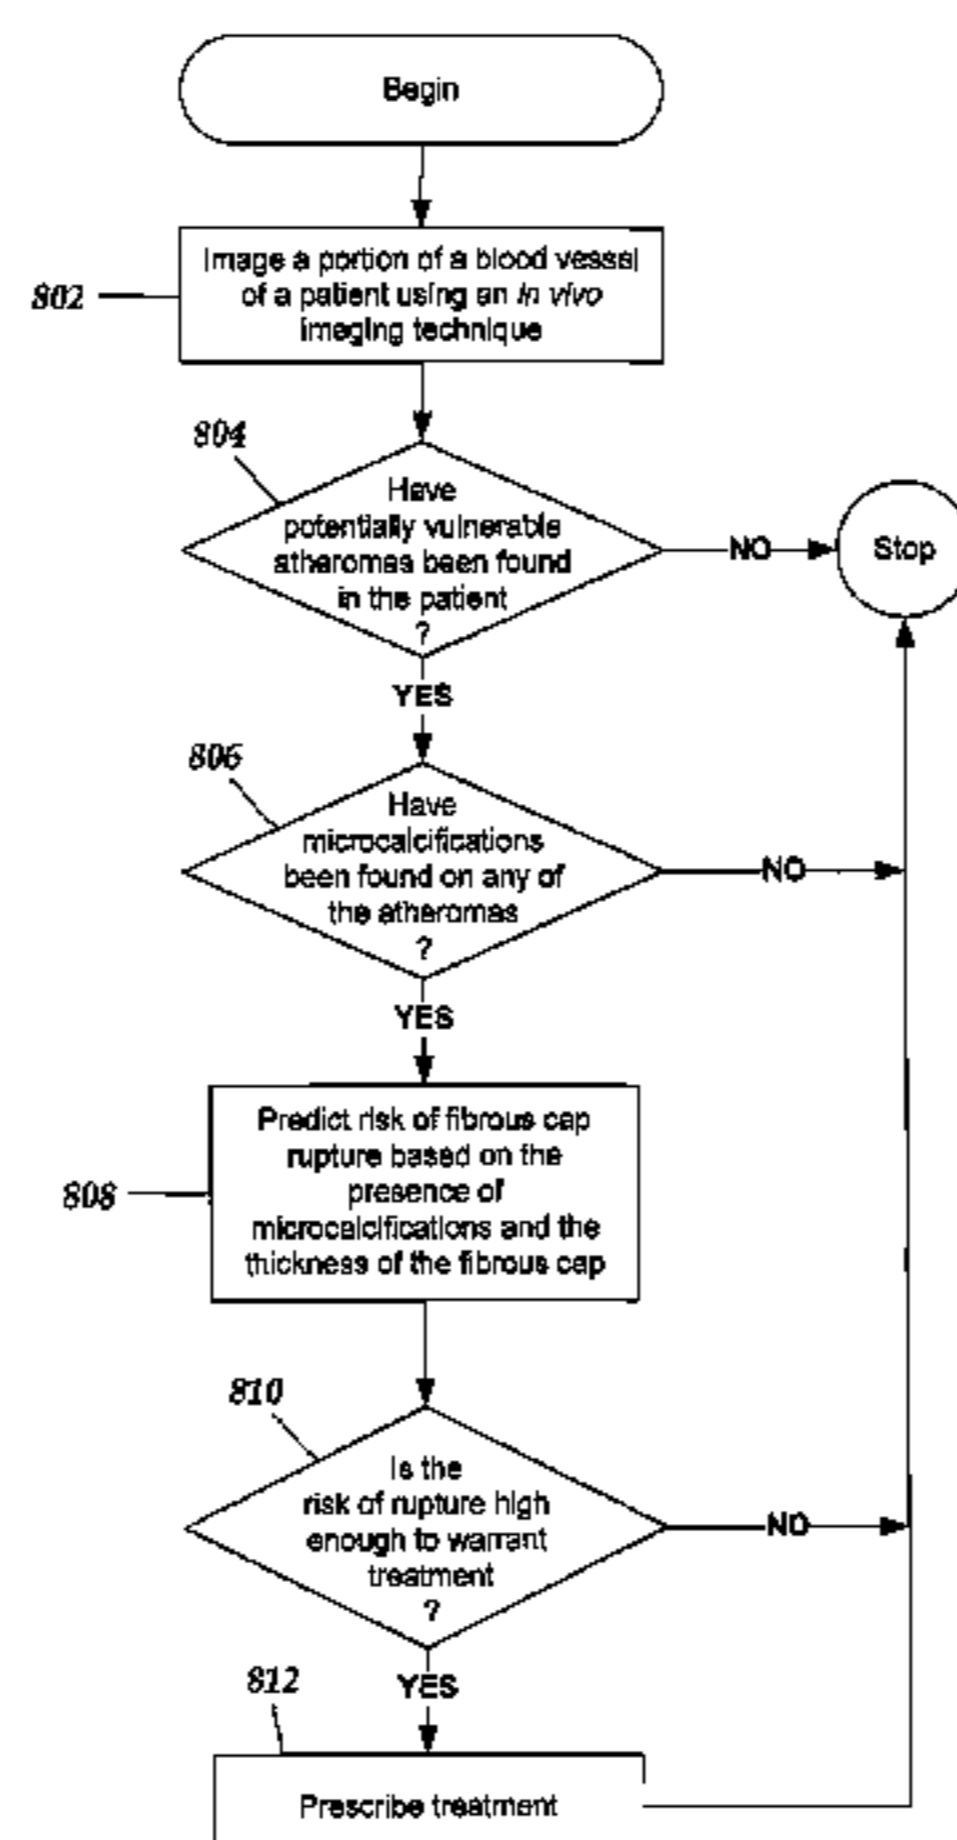 Begin
802
Image a portion of a blood vessel
of a patient using an in vivo
imaging technique
804
Have
potentially vulnerable
atheromas been found
in the patient
?
NO
Stop
YES
806
Have
microcalcifications
been found on any of
the atheromas
?
NO
YES
808
Predict risk of fibrous cap
rupture based on the
presence of
microcalcifications and the
thickness of the fibrous cap
810
Is the
risk of rupture high
enough to warrant
treatment
?
NO
YES
812
Prescribe treatment